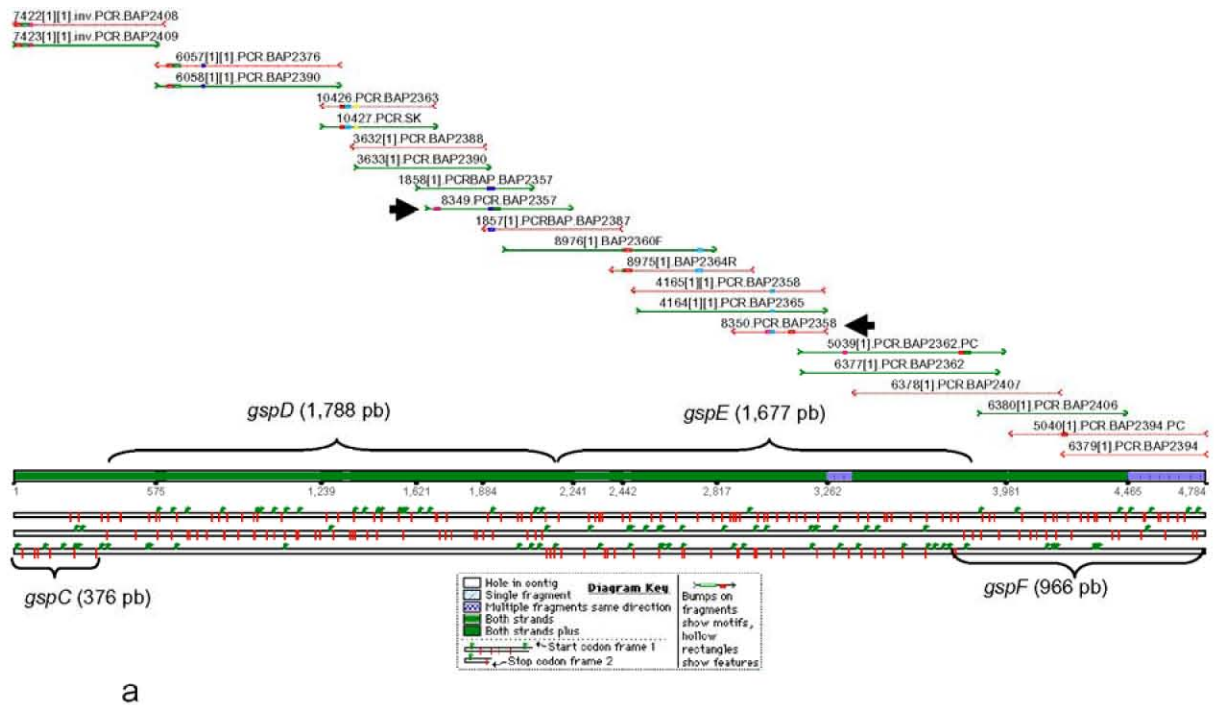 7422[1][1].inv.PCR.BAP2408
7423[1][1].inv.PCR.BAP2409
6057[1][1].PCR.BAP2376
6058[1][1].PCR.BAP2390
10426.PCR.BAP2363
10427.PCR.SK
3632[1].PCR.BAP2388
3633[1].PCR.BAP2390
1858[1].PCRBAP.BAP2357
8349.PCR.BAP2357
1857[1].PCRBAP.BAP2387
8976[1].BAP2360F
8975[1].BAP2364R
4165[1][1].PCR.BAP2358
4164[1][1].PCR.BAP2365
8350.PCR.BAP2358
5039[1].PCR.BAP2362.PC
6377[1].PCR.BAP2362
6378[1].PCR.BAP2407
gspD (1,788 pb) gspE (1,677 pb)
6380[1].PCR.BAP2406
5040[1].PCR.BAP2394.PC
6379[1].PCR.BAP2394
1 575 1,239 1,621 1,884 2,241 2,442 2,817 3,262 3,981 4,465 4,784
gspC (376 pb) gspF (966 pb)
Diagram Key
Hole in contig
Single fragment
Multiple fragments same direction
Both strands
Both strands plus
Start codon frame 1
Stop codon frame 2
Bumps on
fragments
show motifs,
hollow
rectangles
show features
a